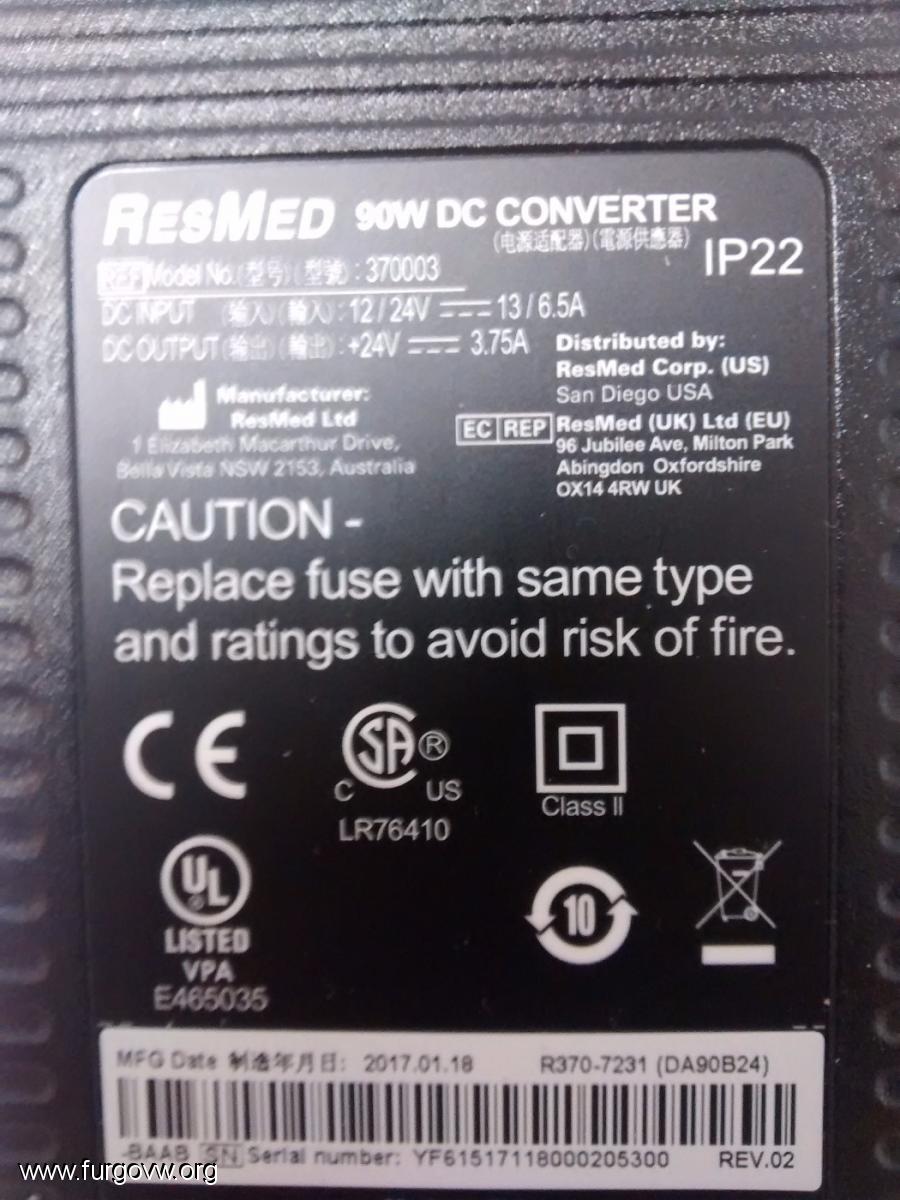 RESMED 90W DC CONVERTER
(电源适配器)(電源供應器)
IP22
REF Model No.(型号)(型號):370003
DC INPUT (输入)(輸入):12/24V 13/6.5A
DC OUTPUT(输出)(輸出):+24V 3.75A
Manufacturer:
ResMed Ltd
1 Elizabeth Macarthur Drive,
Bella Vista NSW 2153, Australia
Distributed by:
ResMed Corp. (US)
San Diego USA
EC REP ResMed (UK) Ltd (EU)
96 Jubilee Ave, Milton Park
Abingdon Oxfordshire
OX14 4RW UK
CAUTION -
Replace fuse with same type
and ratings to avoid risk of fire.
CE
SA ®
C US
LR76410
Class II
UL
LISTED
VPA
E465035
10
MFG Date 制造年月日: 2017.01.18 R370-7231 (DA90B24)
-BAAB SN Serial number: YF61517118000205300 REV.02
www.furgovw.org